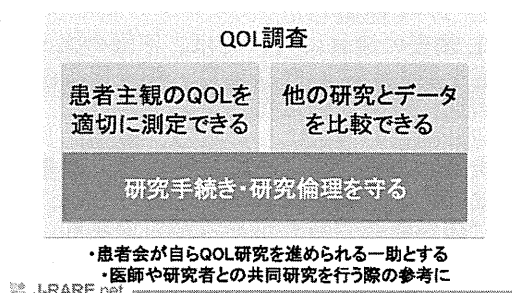 QOL調査
患者主観のQOLを
適切に測定できる
他の研究とデータ
を比較できる
研究手続き・研究倫理を守る
・患者会が自らQOL研究を進められる一助とする
・医師や研究者との共同研究を行う際の参考に
J-RARE.net